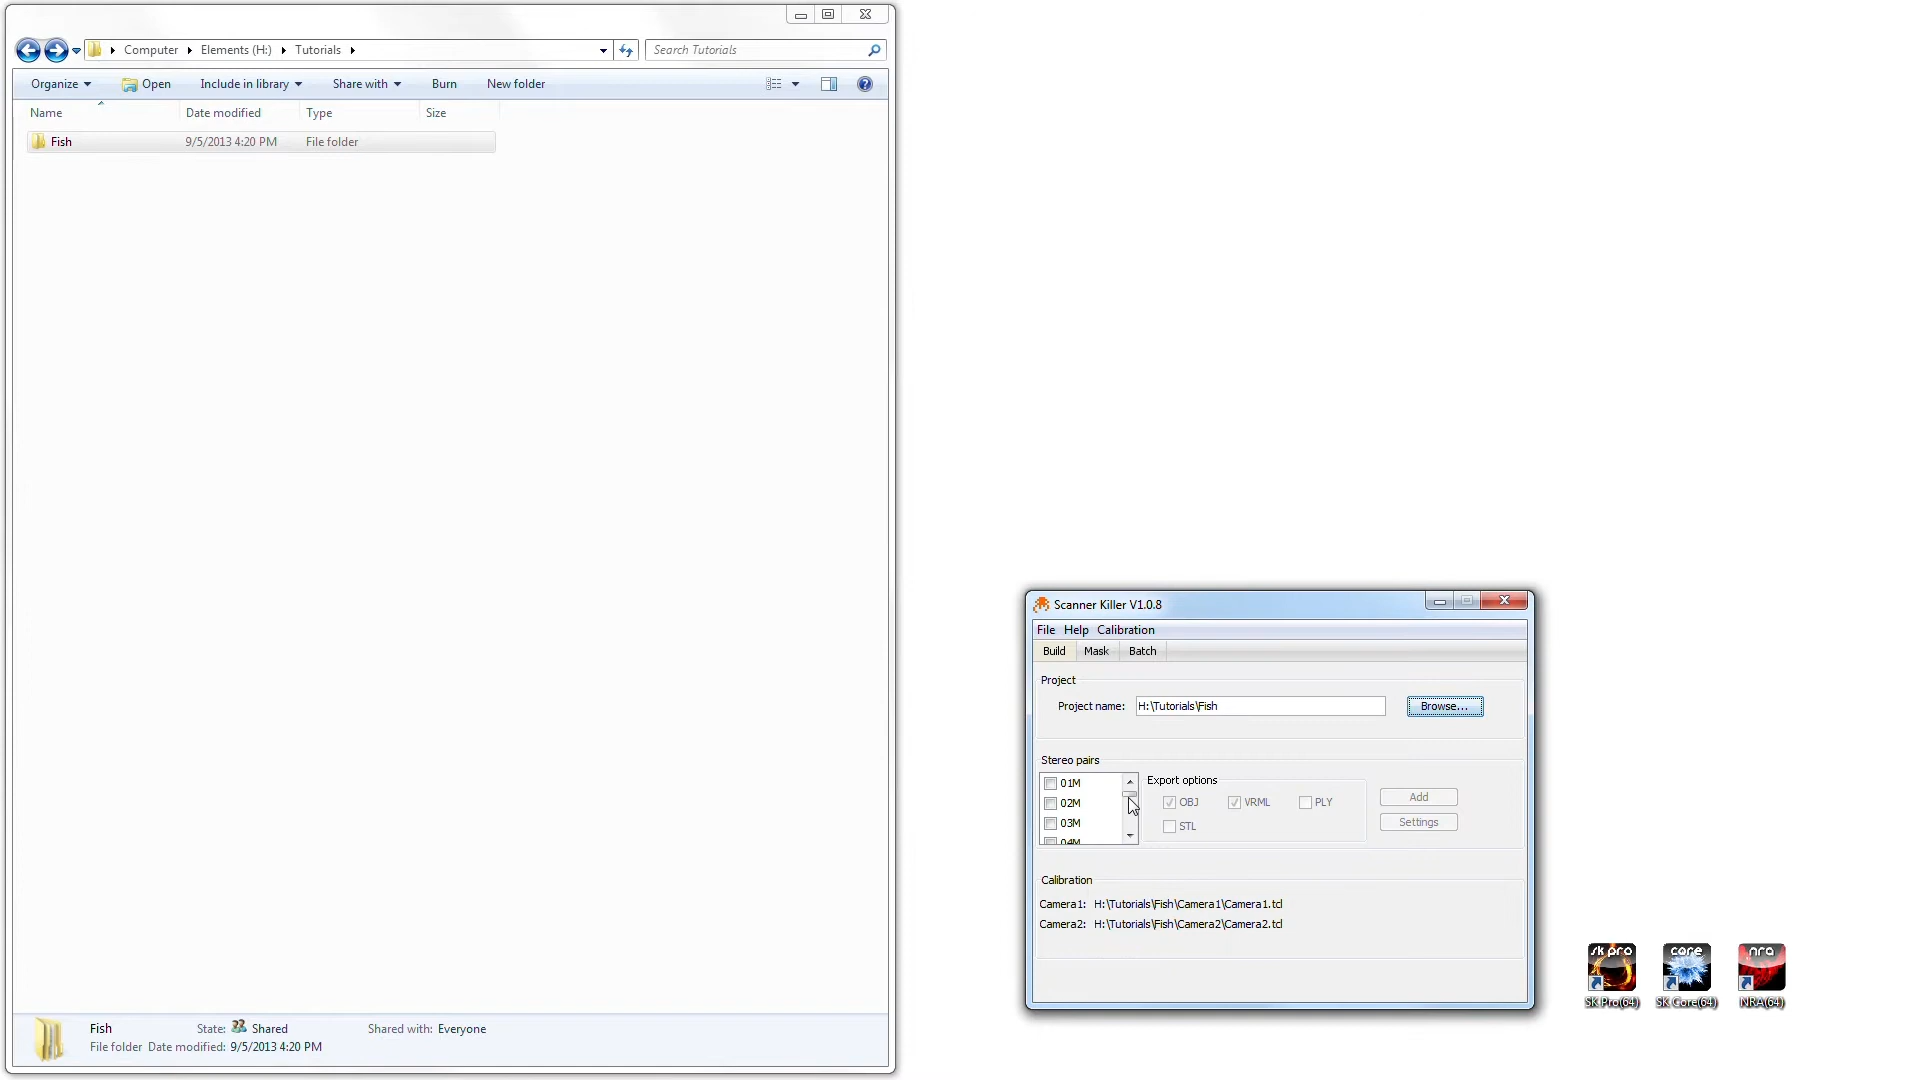 Computer Elements (H:) Tutorials Search Tutorials
Organize Open Include in library Share with Burn New folder
Name Date modified Type Size
Fish 9/5/2013 4:20 PM File folder
Fish State: Shared Shared with: Everyone
File folder Date modified: 9/5/2013 4:20 PM
Scanner Killer V1.0.8
File Help Calibration
Build Mask Batch
Project
Project name: H:\Tutorials\Fish Browse...
Stereo pairs
01M
02M
03M
04M
Export options
OBJ VRML PLY
STL
Add
Settings
Calibration
Camera1: H:\Tutorials\Fish\Camera1\Camera1.tcl
Camera2: H:\Tutorials\Fish\Camera2\Camera2.tcl
sk pro core nra
SK Pro(64) SK Core(64) NRA(64)